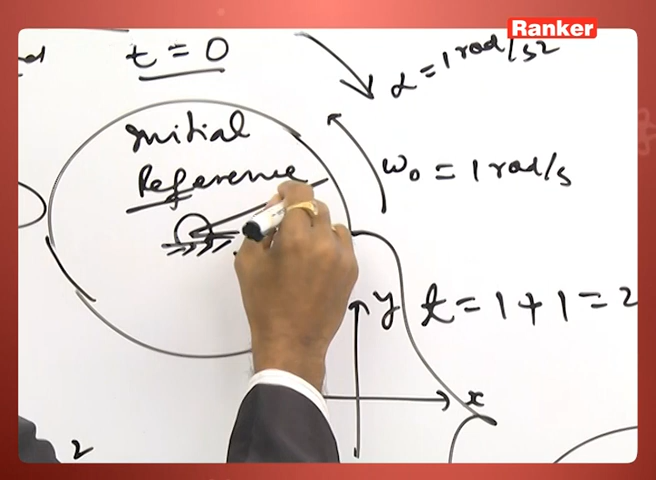 Ranker
t = 0
α = 1 rad/s2
Initial
Reference
ω₀ = 1 rad/s
y
t = 1 + 1 = 2
x
2